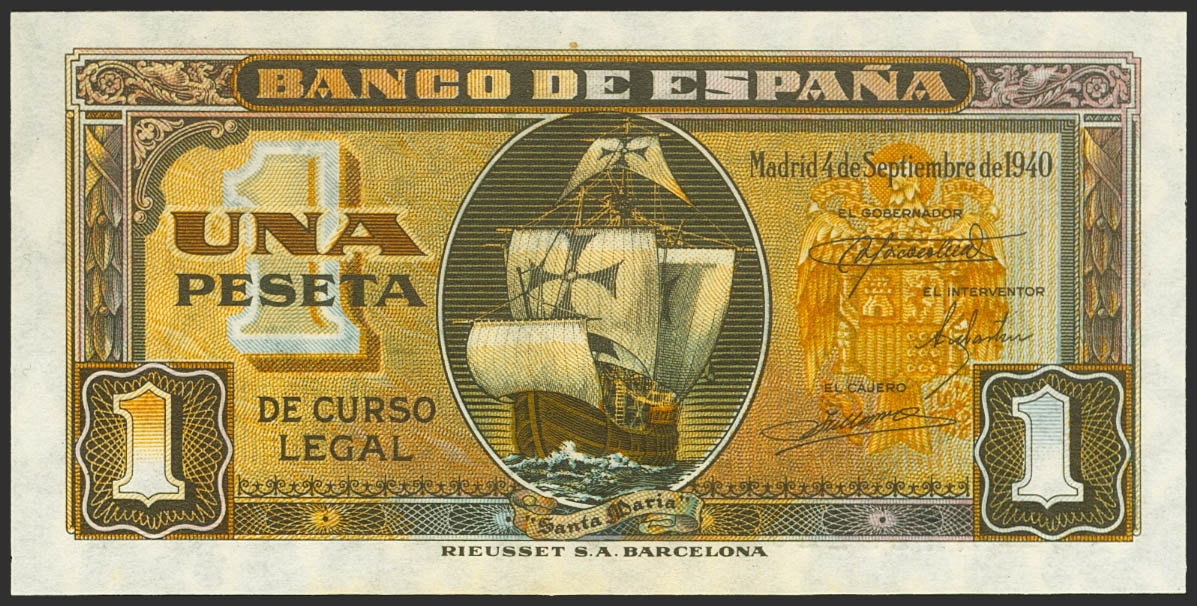 BANCO DE ESPAÑA
1
UNA
PESETA
DE CURSO
LEGAL
Madrid 4 de Septiembre de 1940
EL GOBERNADOR
EL INTERVENTOR
EL CAJERO
1
1
"Santa Maria"
RIEUSSET S.A. BARCELONA